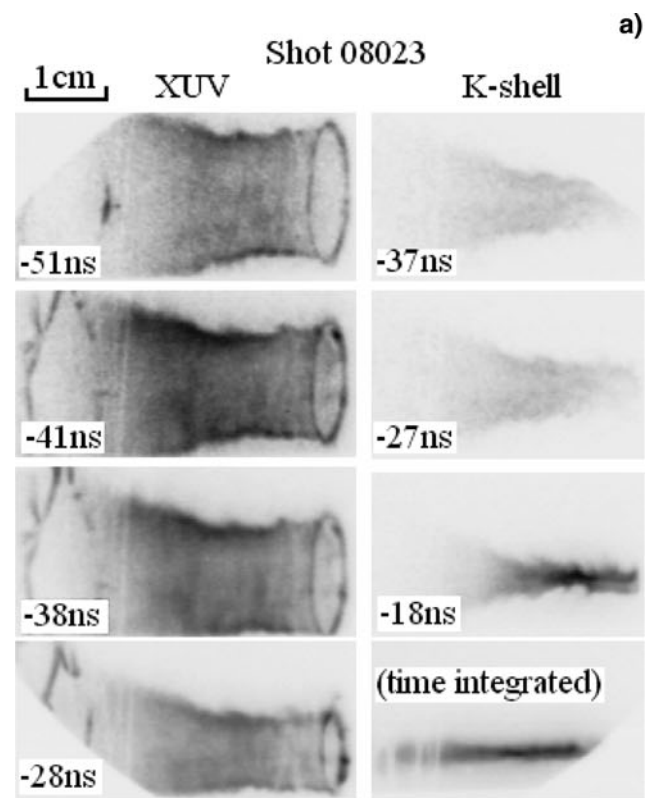 a)
Shot 08023
1cm
XUV
K-shell
-51ns
-37ns
-41ns
-27ns
-38ns
-18ns
(time integrated)
-28ns